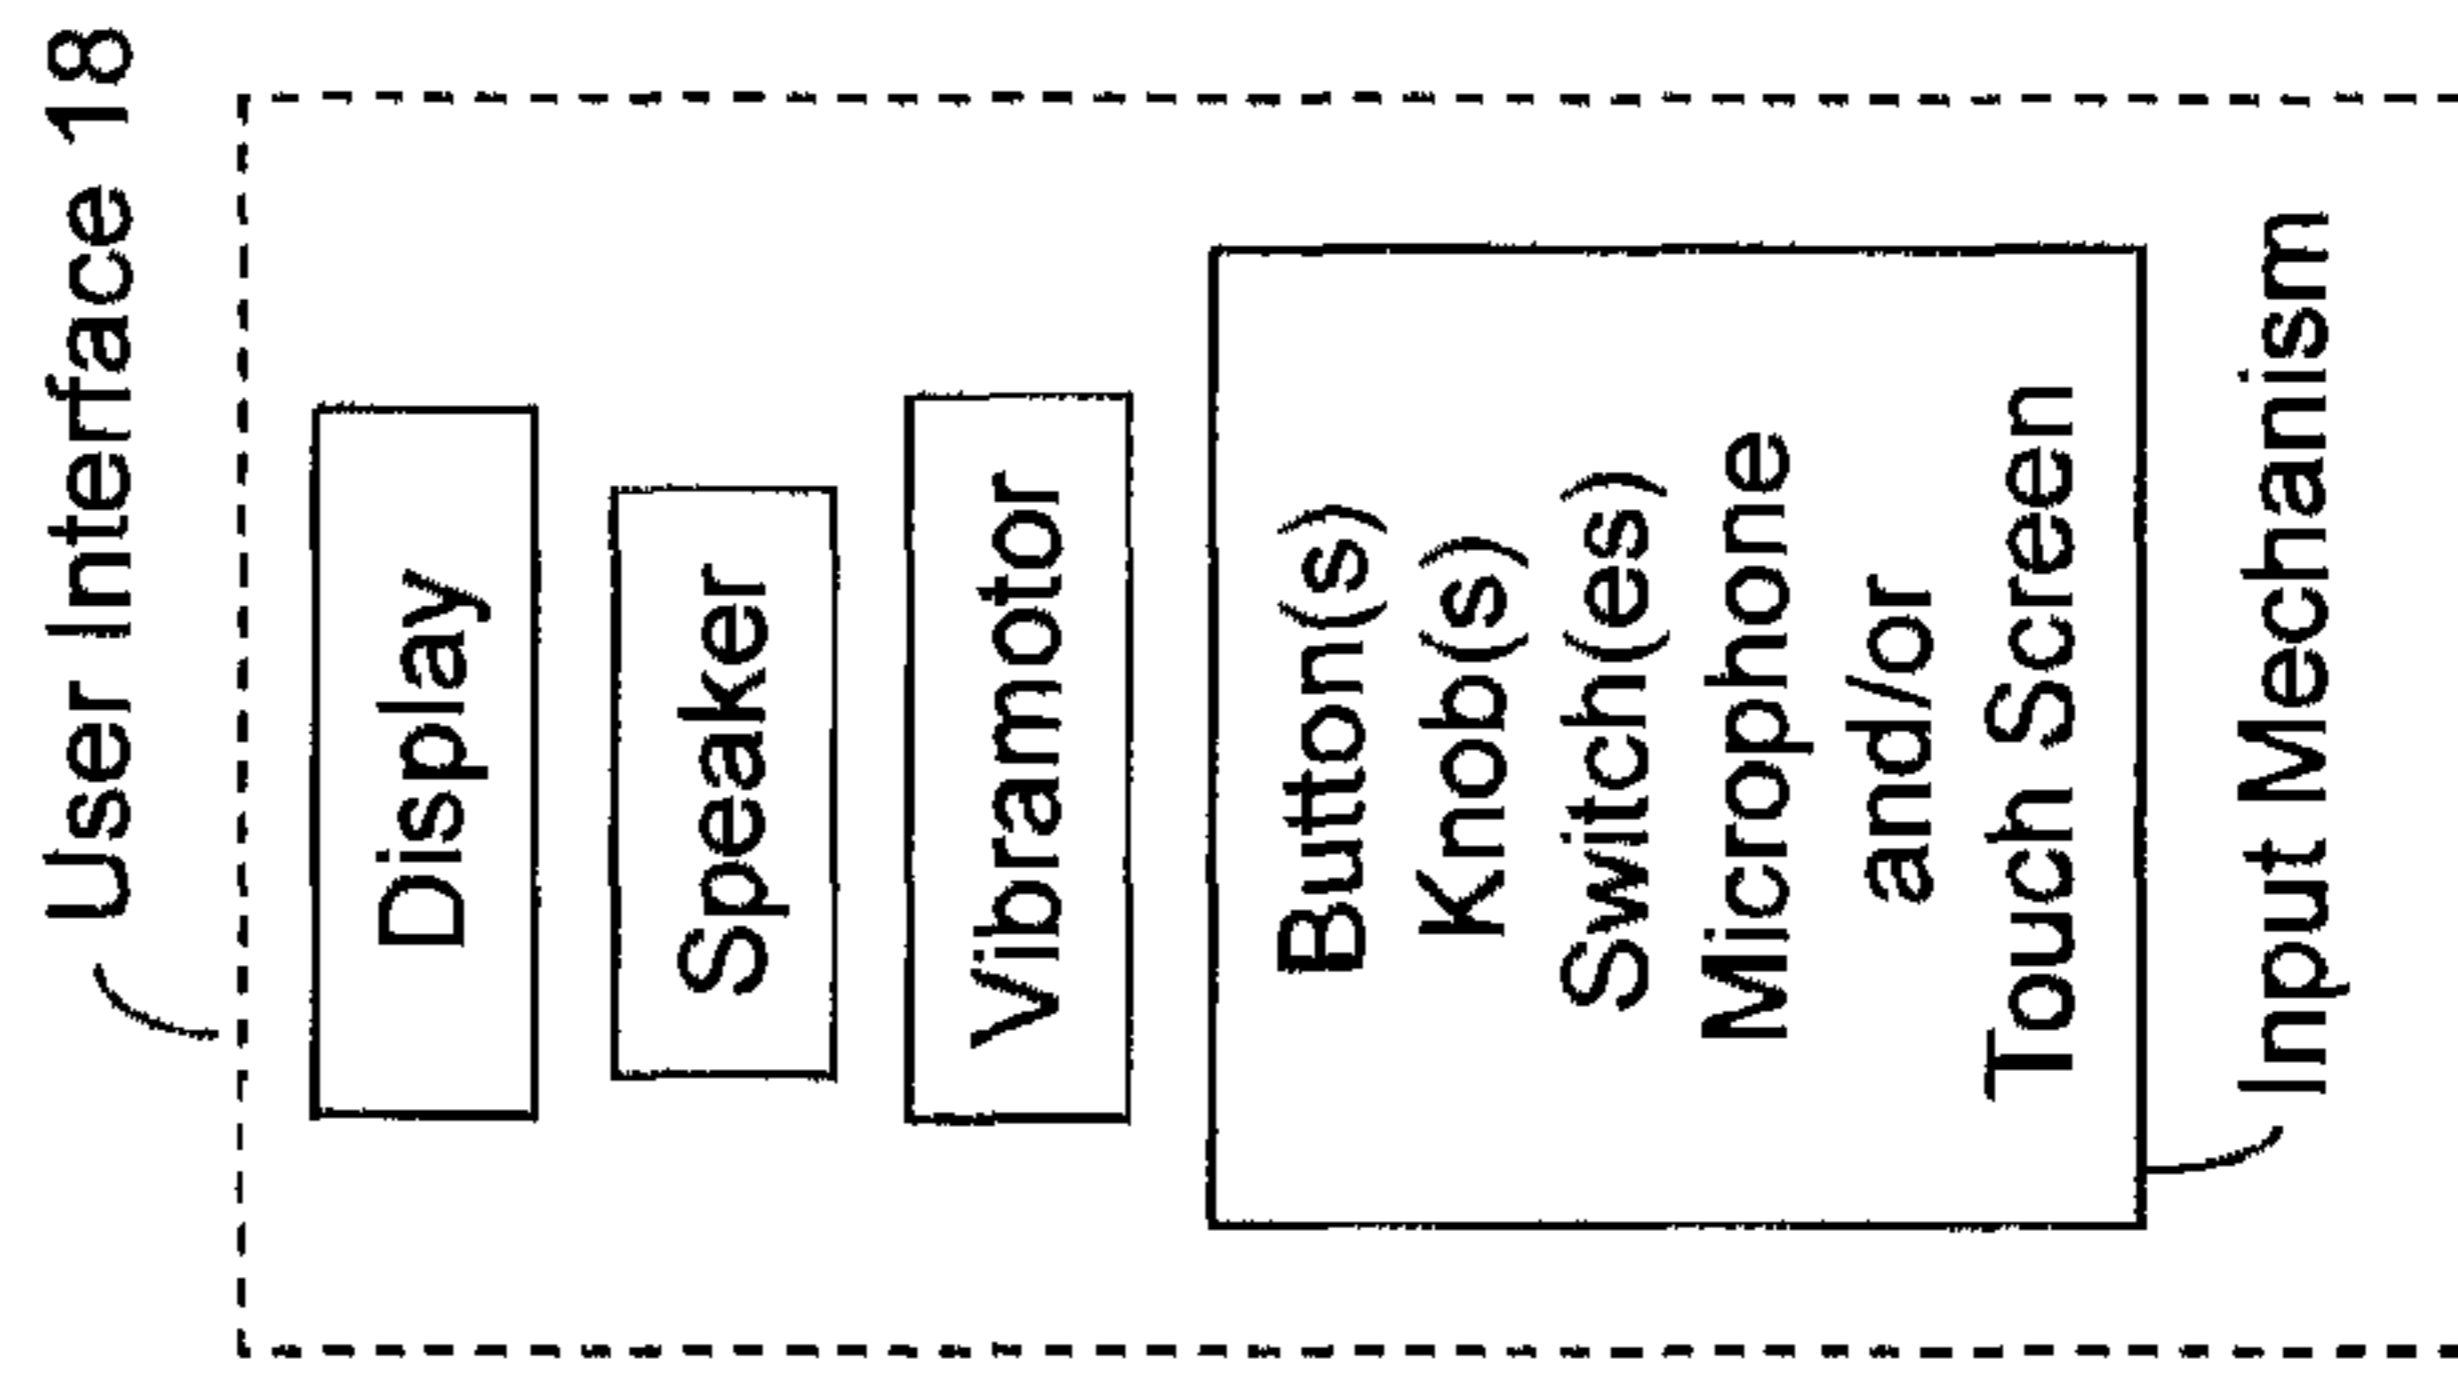 User Interface 18
Display
Speaker
Vibramotor
Button(s)
Knob(s)
Switch(es)
Microphone
and/or
Touch Screen
Input Mechanism